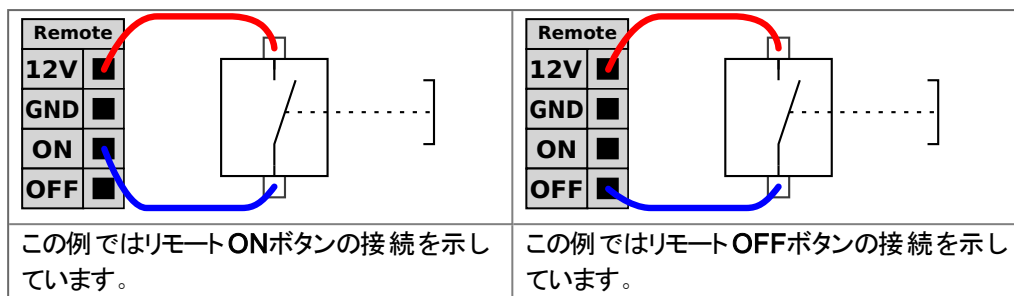 Remote
12V
GND
ON
OFF
この例ではリモートONボタンの接続を示し
ています。
Remote
12V
GND
ON
OFF
この例ではリモートOFFボタンの接続を示し
ています。